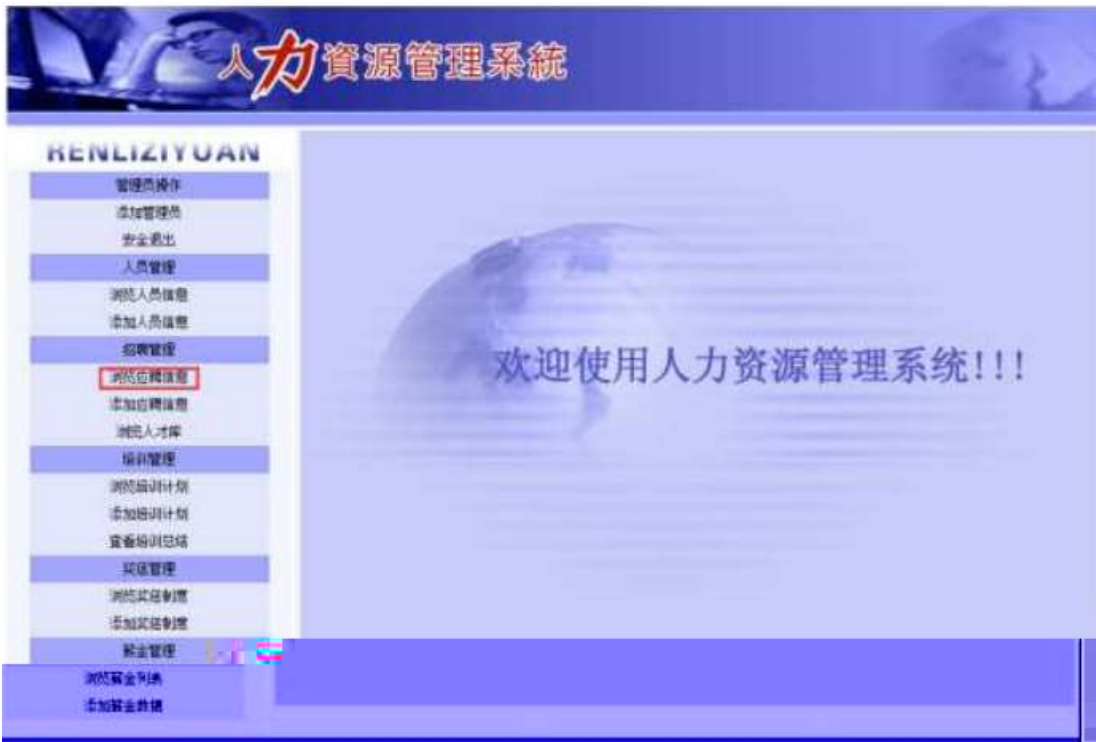 人力資源管理系統
RENLIZIYUAN
管理员操作
添加管理员
安全退出
人员管理
浏览人员信息
添加人员信息
招聘管理
浏览应聘信息
添加应聘信息
浏览人才库
培训管理
浏览培训计划
添加培训计划
查看培训总结
奖惩管理
浏览奖惩制度
添加奖惩制度
薪金管理
浏览薪金列表
添加薪金数据
欢迎使用人力资源管理系统!!!